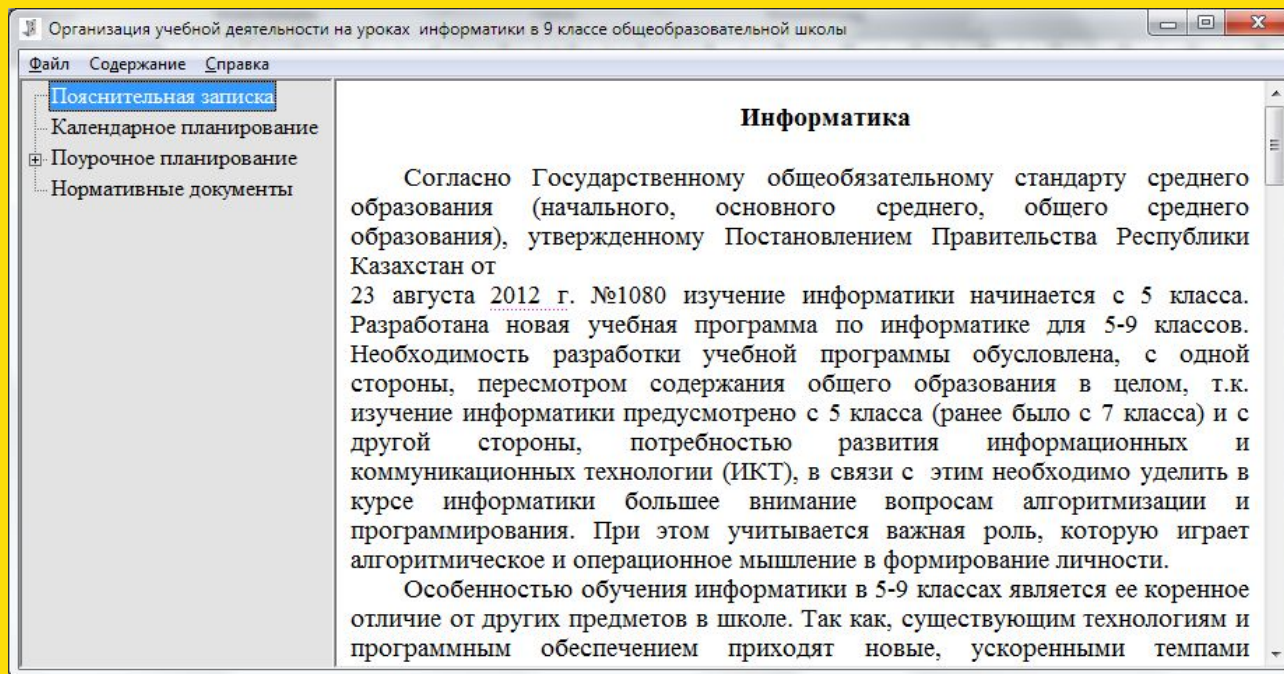 Организация учебной деятельности на уроках информатики в 9 классе общеобразовательной школы
Файл Содержание Справка
Пояснительная записка
Календарное планирование
Поурочное планирование
Нормативные документы
Информатика
Согласно Государственному общеобязательному стандарту среднего
образования (начального, основного среднего, общего среднего
образования), утвержденному Постановлением Правительства Республики
Казахстан от
23 августа 2012 г. №1080 изучение информатики начинается с 5 класса.
Разработана новая учебная программа по информатике для 5-9 классов.
Необходимость разработки учебной программы обусловлена, с одной
стороны, пересмотром содержания общего образования в целом, т.к.
изучение информатики предусмотрено с 5 класса (ранее было с 7 класса) и с
другой стороны, потребностью развития информационных и
коммуникационных технологии (ИКТ), в связи с этим необходимо уделить в
курсе информатики большее внимание вопросам алгоритмизации и
программирования. При этом учитывается важная роль, которую играет
алгоритмическое и операционное мышление в формирование личности.
Особенностью обучения информатики в 5-9 классах является ее коренное
отличие от других предметов в школе. Так как, существующим технологиям и
программным обеспечением приходят новые, ускоренными темпами